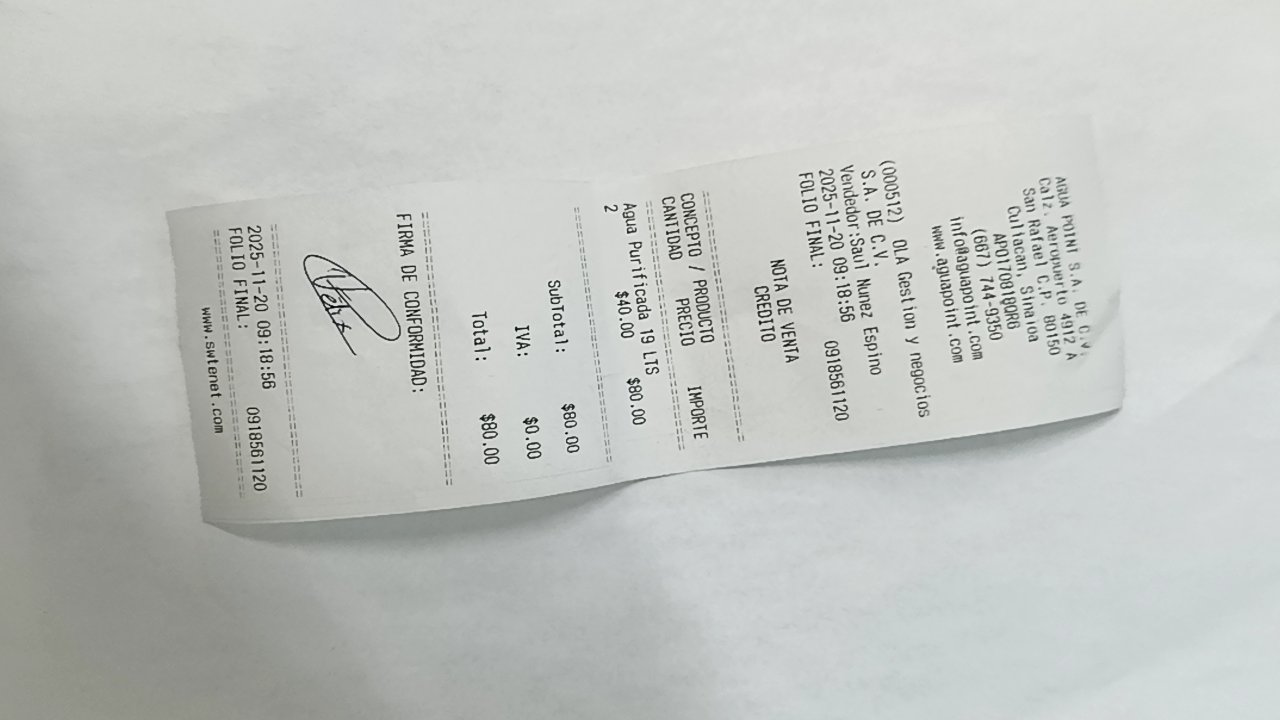 AGUA POINT S.A. DE C.V.
Calz. Aeropuerto 4912 A
San Rafael C.P. 80150
Culiacan, Sinaloa
APO170818QR6
(667) 744-9350
info@aguapoint.com
www.aguapoint.com
(000512) OLA Gestion y negocios
S.A. DE C.V.
Vendedor:Saul Nunez Espino
2025-11-20 09:18:56
FOLIO FINAL: 0918561120
NOTA DE VENTA
CREDITO
================================
CONCEPTO / PRODUCTO
CANTIDAD PRECIO IMPORTE
================================
Agua Purificada 19 LTS
2 $40.00 $80.00
================================
SubTotal: $80.00
IVA: $0.00
Total: $80.00
================================
FIRMA DE CONFORMIDAD:
================================
2025-11-20 09:18:56
FOLIO FINAL: 0918561120
================================
www.swtenet.com